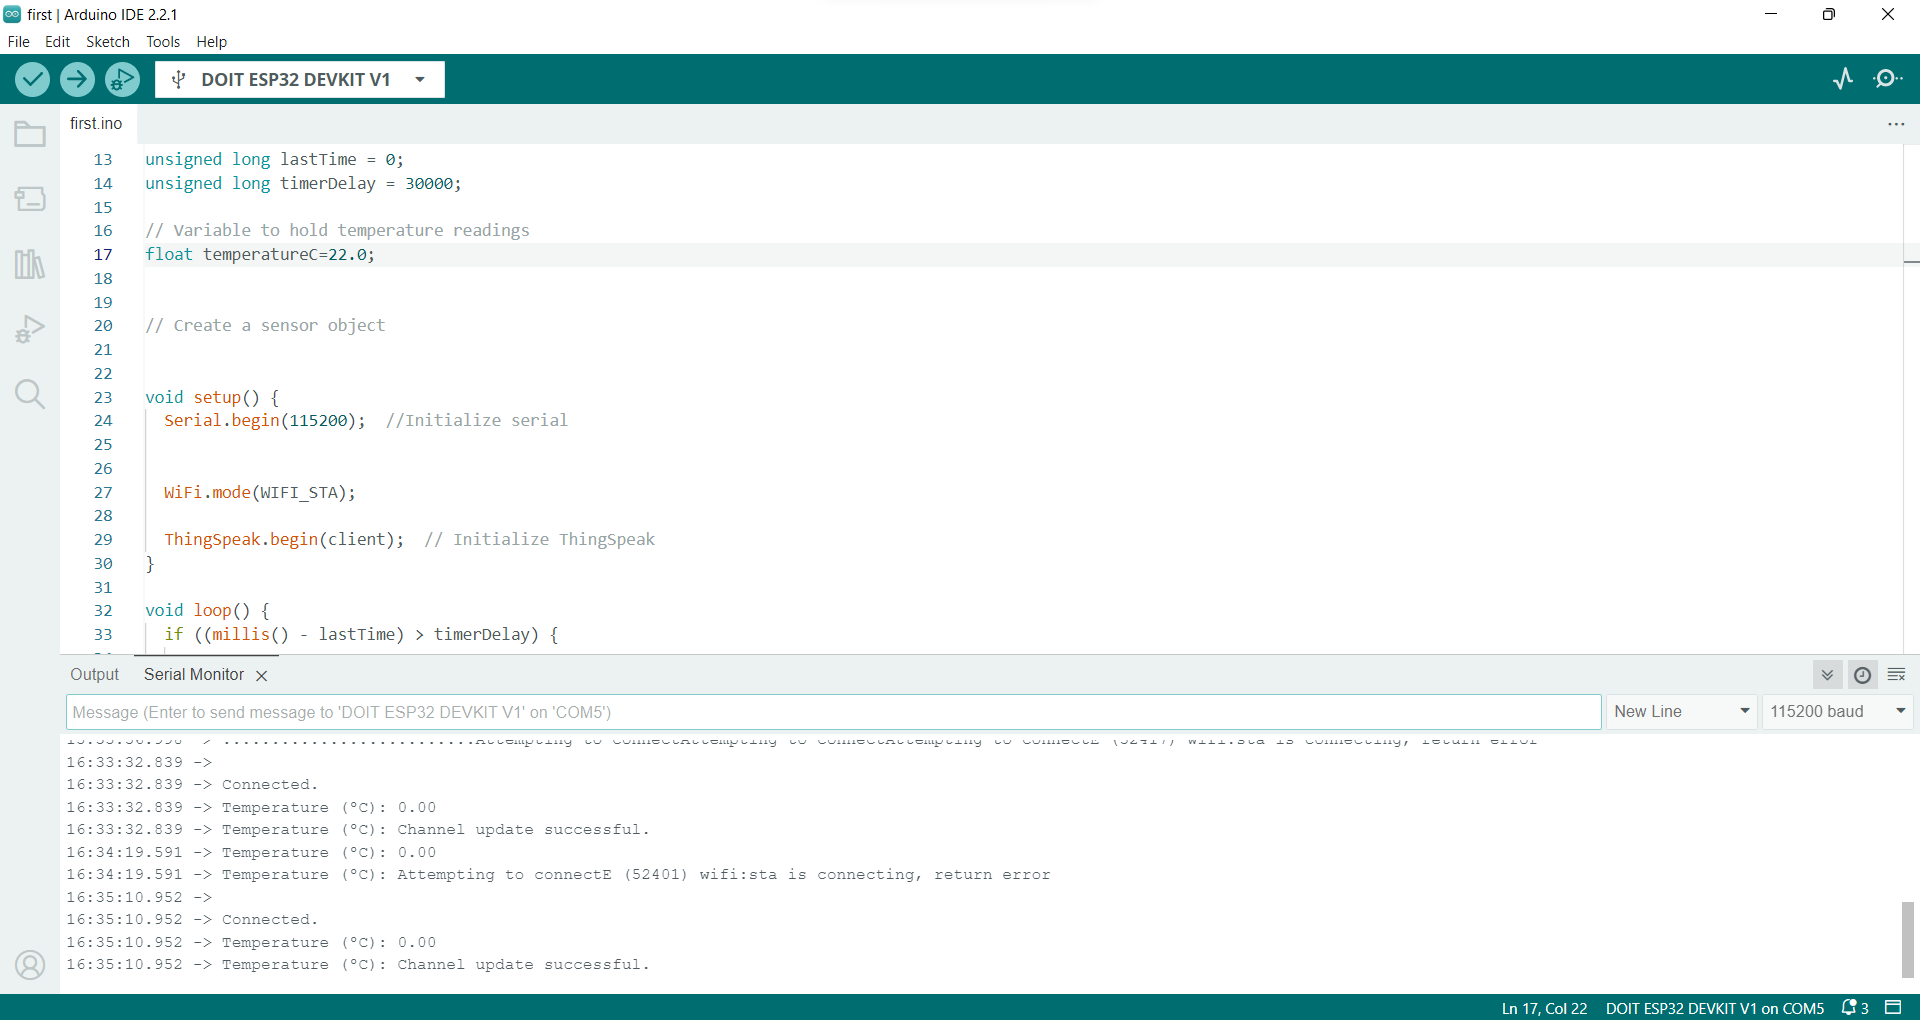 first | Arduino IDE 2.2.1
File Edit Sketch Tools Help
DOIT ESP32 DEVKIT V1
first.ino
13 unsigned long lastTime = 0;
14 unsigned long timerDelay = 30000;
15
16 // Variable to hold temperature readings
17 float temperatureC=22.0;
18
19
20 // Create a sensor object
21
22
23 void setup() {
24 Serial.begin(115200); //Initialize serial
25
26
27 WiFi.mode(WIFI_STA);
28
29 ThingSpeak.begin(client); // Initialize ThingSpeak
30 }
31
32 void loop() {
33 if ((millis() - lastTime) > timerDelay) {
Output Serial Monitor
Message (Enter to send message to 'DOIT ESP32 DEVKIT V1' on 'COM5') New Line 115200 baud
16:33:32.839 ->
16:33:32.839 -> Connected.
16:33:32.839 -> Temperature (ºC): 0.00
16:33:32.839 -> Temperature (ºC): Channel update successful.
16:34:19.591 -> Temperature (ºC): 0.00
16:34:19.591 -> Temperature (ºC): Attempting to connectE (52401) wifi:sta is connecting, return error
16:35:10.952 ->
16:35:10.952 -> Connected.
16:35:10.952 -> Temperature (ºC): 0.00
16:35:10.952 -> Temperature (ºC): Channel update successful.
Ln 17, Col 22 DOIT ESP32 DEVKIT V1 on COM5 3